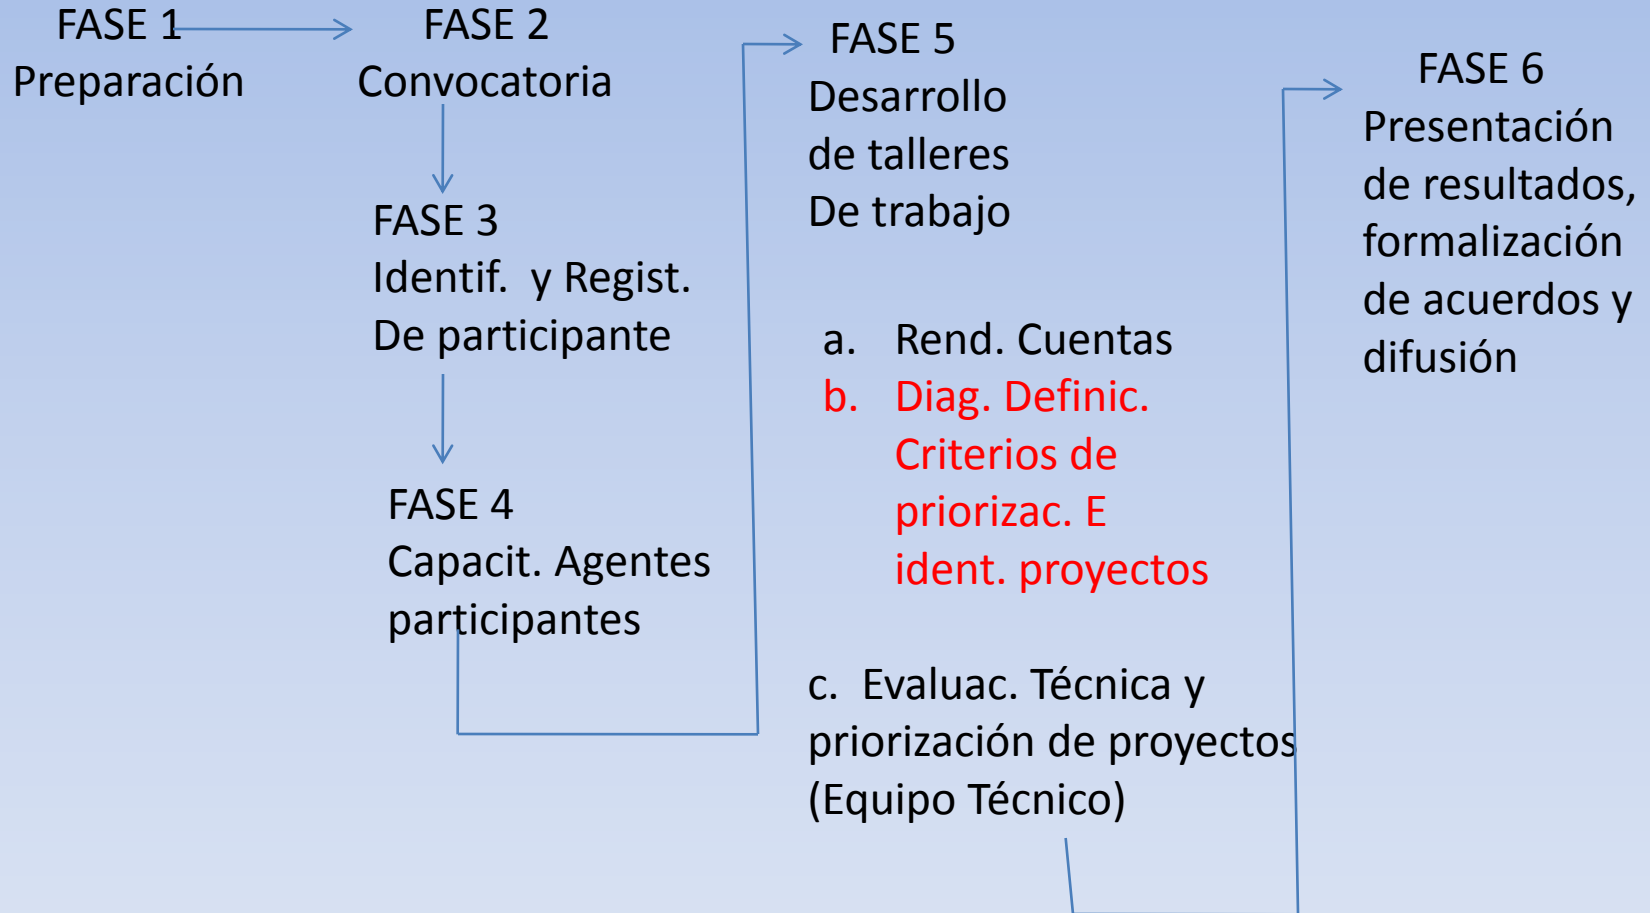 FASE 1
Preparación
FASE 2
Convocatoria
FASE 3
Identif. y Regist.
De participante
FASE 4
Capacit. Agentes
participantes
FASE 5
Desarrollo
de talleres
De trabajo
a. Rend. Cuentas
b. Diag. Definic.
Criterios de
priorizac. E
ident. proyectos
c. Evaluac. Técnica y
priorización de proyectos
(Equipo Técnico)
FASE 6
Presentación
de resultados,
formalización
de acuerdos y
difusión